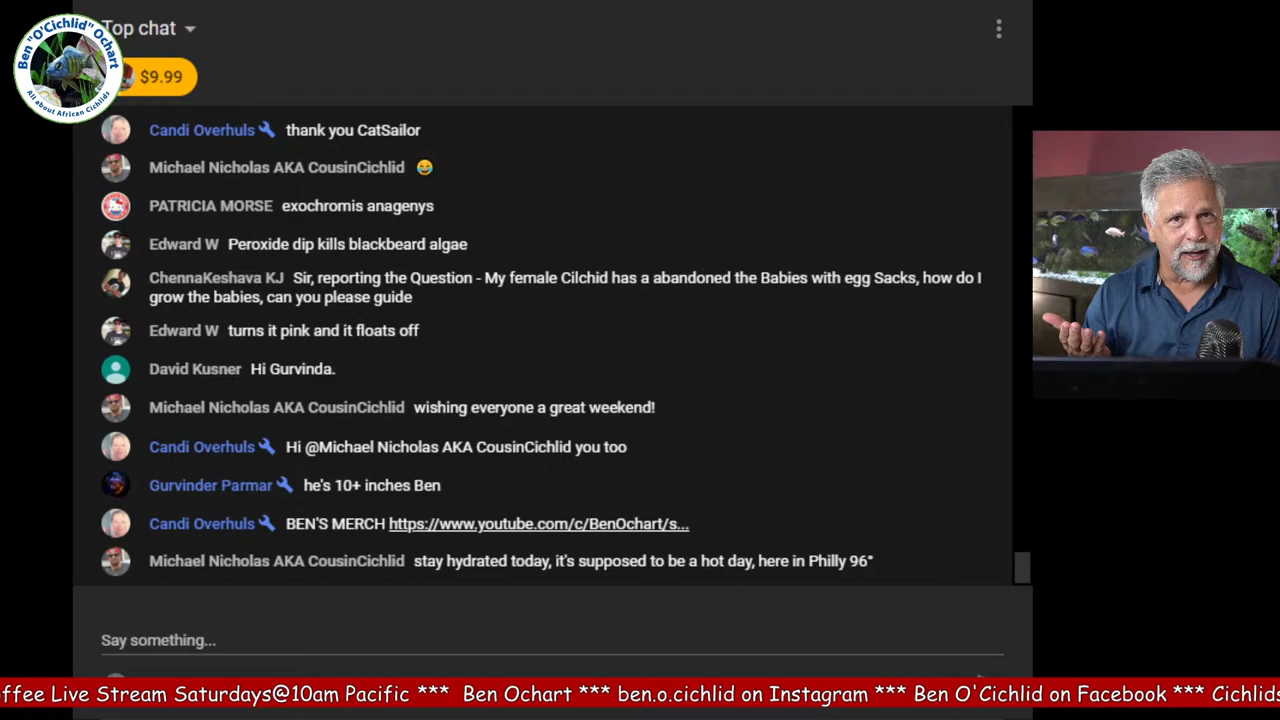 Ben "O'Cichlid" Ochart
All about African Cichlids
Top chat
$9.99
Candi Overhuls thank you CatSailor
Michael Nicholas AKA CousinCichlid 😂
PATRICIA MORSE exochromis anagenys
Edward W Peroxide dip kills blackbeard algae
ChennaKeshava KJ Sir, reporting the Question - My female Cilchid has a abandoned the Babies with egg Sacks, how do I
grow the babies, can you please guide
Edward W turns it pink and it floats off
David Kusner Hi Gurvinda.
Michael Nicholas AKA CousinCichlid wishing everyone a great weekend!
Candi Overhuls Hi @Michael Nicholas AKA CousinCichlid you too
Gurvinder Parmar he's 10+ inches Ben
Candi Overhuls BEN'S MERCH https://www.youtube.com/c/BenOchart/s...
Michael Nicholas AKA CousinCichlid stay hydrated today, it's supposed to be a hot day, here in Philly 96°
Say something...
offee Live Stream Saturdays@10am Pacific *** Ben Ochart *** ben.o.cichlid on Instagram *** Ben O'Cichlid on Facebook *** Cichlids